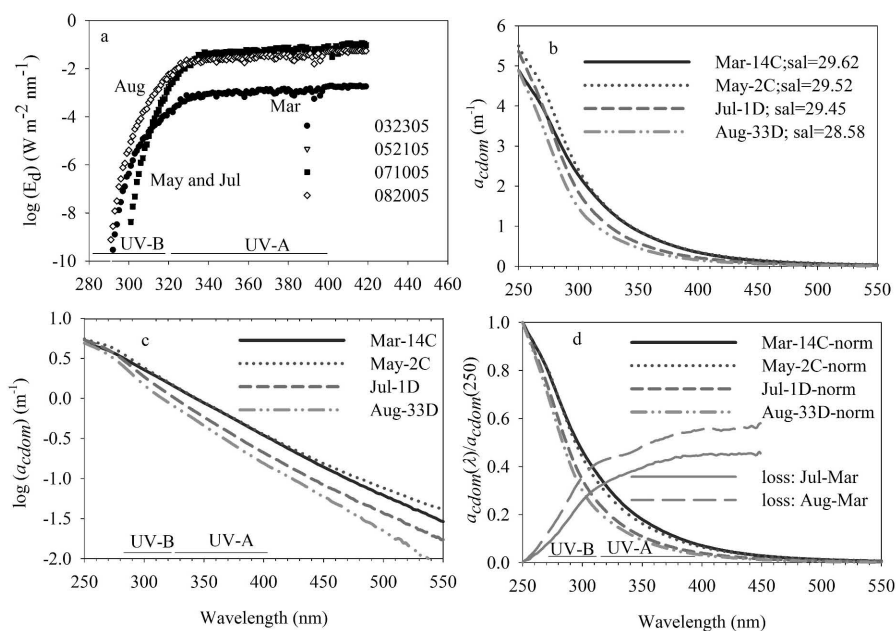 a
log (E_d) (W m⁻² nm⁻¹)
0
-2
-4
-6
-8
-10
Aug
Mar
May and Jul
032305
052105
071005
082005
UV-B
UV-A
280 300 320 340 360 380 400 420 440 460
b
a_cdom (m⁻¹)
6
5
4
3
2
1
0
Mar-14C;sal=29.62
May-2C;sal=29.52
Jul-1D; sal=29.45
Aug-33D; sal=28.58
250 300 350 400 450 500 550
c
log (a_cdom) (m⁻¹)
1.0
0.5
0.0
-0.5
-1.0
-1.5
-2.0
Mar-14C
May-2C
Jul-1D
Aug-33D
UV-B
UV-A
250 300 350 400 450 500 550
Wavelength (nm)
d
a_cdom(λ)/a_cdom(250)
1.0
0.8
0.6
0.4
0.2
0.0
Mar-14C-norm
May-2C-norm
Jul-1D-norm
Aug-33D-norm
loss: Jul-Mar
loss: Aug-Mar
UV-B
UV-A
250 300 350 400 450 500 550
Wavelength (nm)